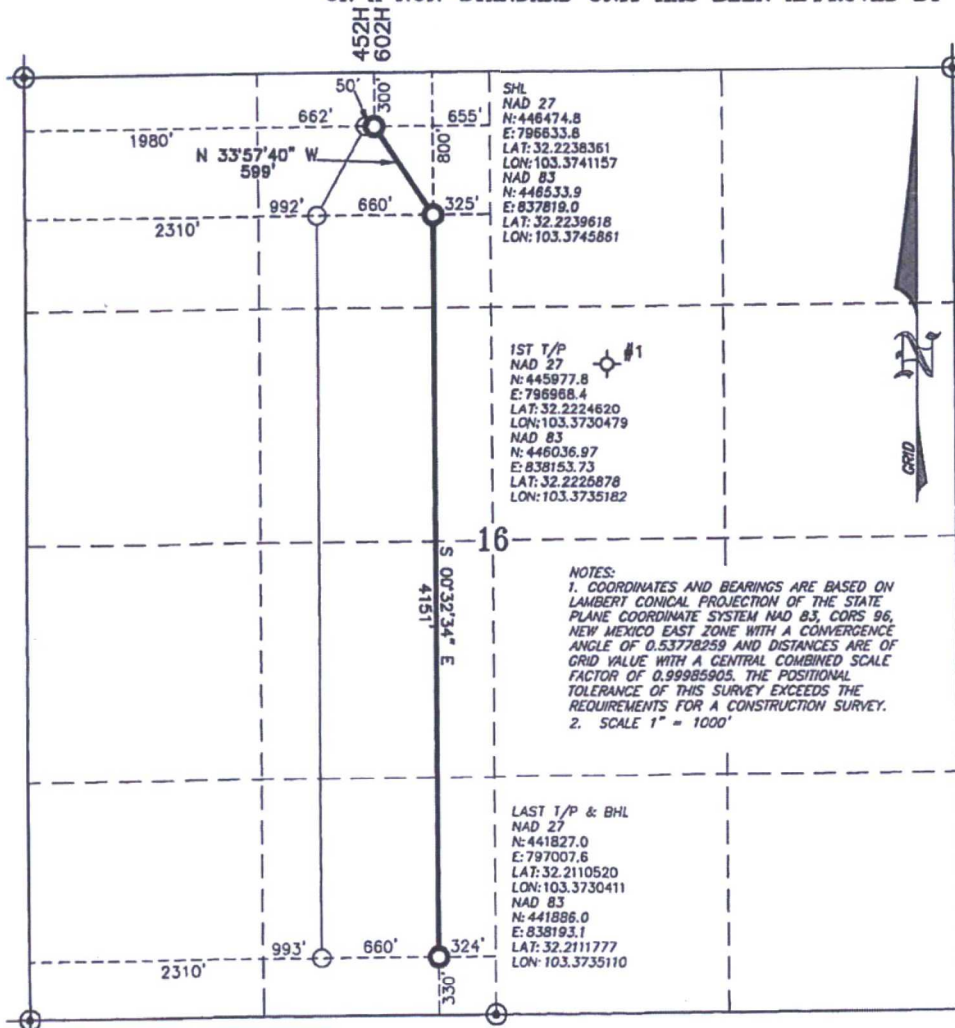 452H
602H
50'
300'
1980'
662'
655'
800'
N 33°57'40" W
599'
2310'
992'
660'
325'
SHL
NAD 27
N:446474.8
E:796633.8
LAT:32.2238361
LON:103.3741157
NAD 83
N:446533.9
E:837819.0
LAT:32.2239618
LON:103.3745861
1ST T/P
NAD 27
N:445977.8
E:796968.4
LAT:32.2224620
LON:103.3730479
NAD 83
N:446036.97
E:838153.73
LAT:32.2225878
LON:103.3735182
#1
GRID
16
S 00°32'34" E
4151'
NOTES:
1. COORDINATES AND BEARINGS ARE BASED ON
LAMBERT CONICAL PROJECTION OF THE STATE
PLANE COORDINATE SYSTEM NAD 83, CORS 96,
NEW MEXICO EAST ZONE WITH A CONVERGENCE
ANGLE OF 0.53778259 AND DISTANCES ARE OF
GRID VALUE WITH A CENTRAL COMBINED SCALE
FACTOR OF 0.99985905. THE POSITIONAL
TOLERANCE OF THIS SURVEY EXCEEDS THE
REQUIREMENTS FOR A CONSTRUCTION SURVEY.
2. SCALE 1" = 1000'
LAST T/P & BHL
NAD 27
N:441827.0
E:797007.6
LAT:32.2110520
LON:103.3730411
NAD 83
N:441886.0
E:838193.1
LAT:32.2111777
LON:103.3735110
2310'
993'
660'
324'
330'